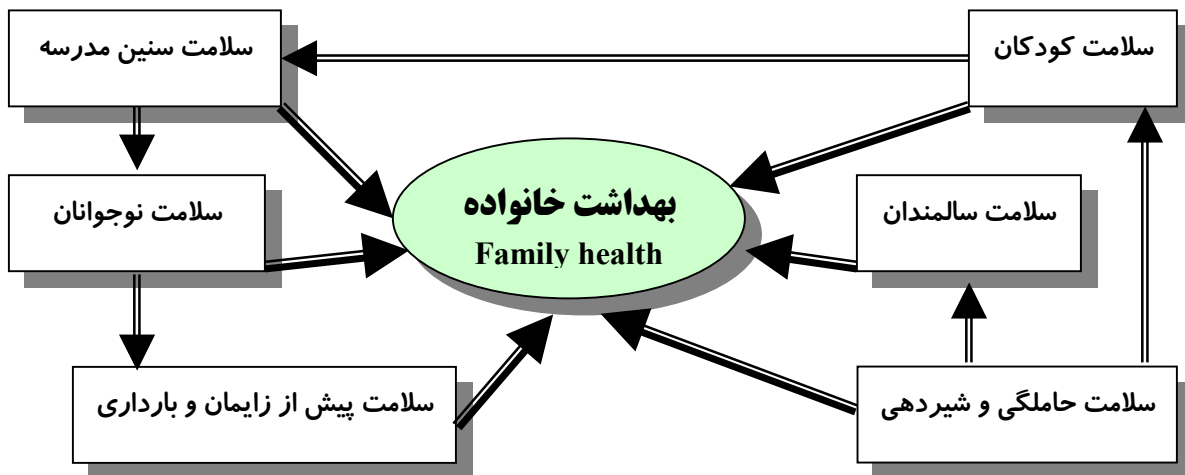 سلامت کودکان
سلامت سنین مدرسه
سلامت سالمندان
بهداشت خانواده
Family health
سلامت نوجوانان
سلامت حاملگی و شیردهی
سلامت پیش از زایمان و بارداری